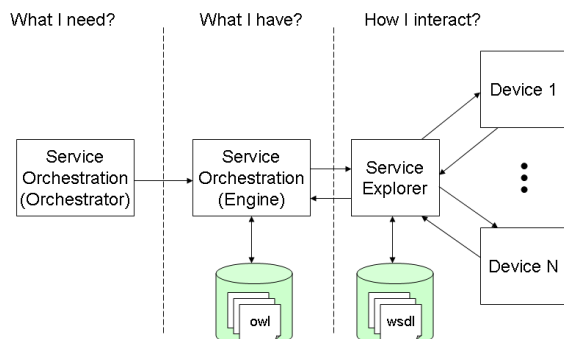 What I need?
What I have?
How I interact?
Device 1
Service
Orchestration
(Orchestrator)
Service
Orchestration
(Engine)
Service
Explorer
Device N
owl
wsdl